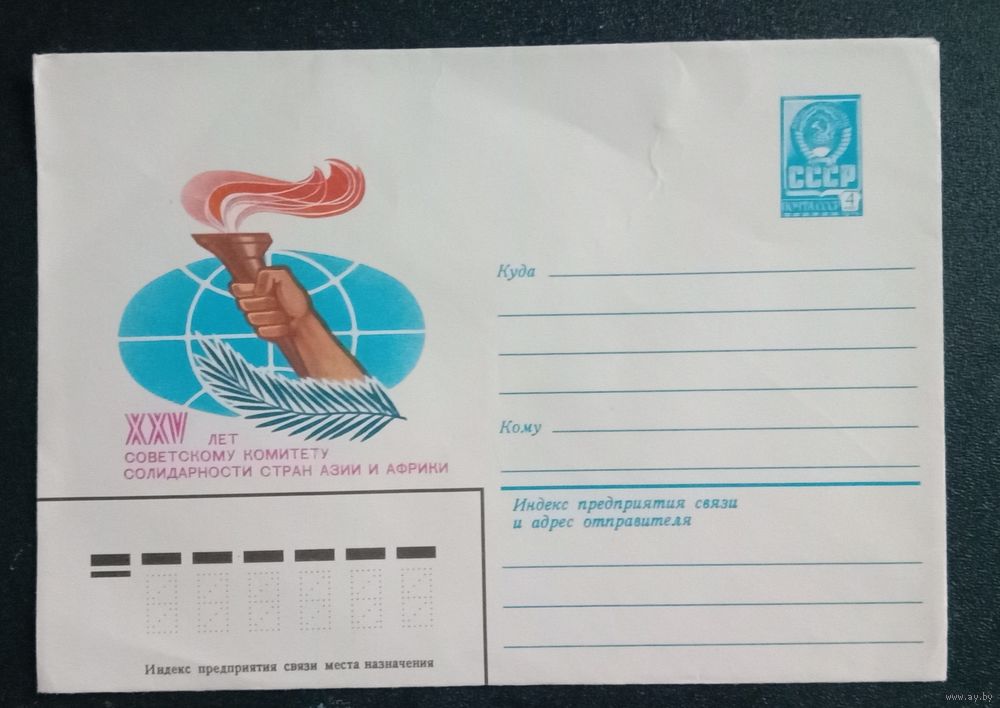 СССР
ПОЧТА СССР 4
Куда
Кому
XXV ЛЕТ
СОВЕТСКОМУ КОМИТЕТУ
СОЛИДАРНОСТИ СТРАН АЗИИ И АФРИКИ
Индекс предприятия связи
и адрес отправителя
Индекс предприятия связи места назначения
www.ay.by